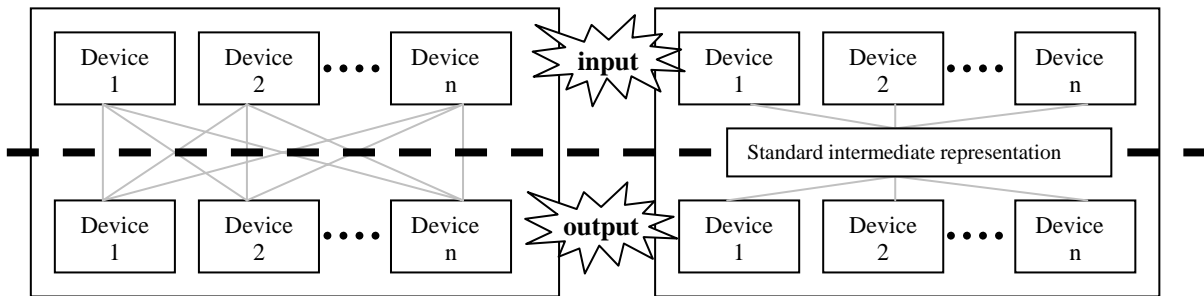 Device
1
Device
2
Device
n
input
Device
1
Device
2
Device
n
Standard intermediate representation
Device
1
Device
2
Device
n
output
Device
1
Device
2
Device
n